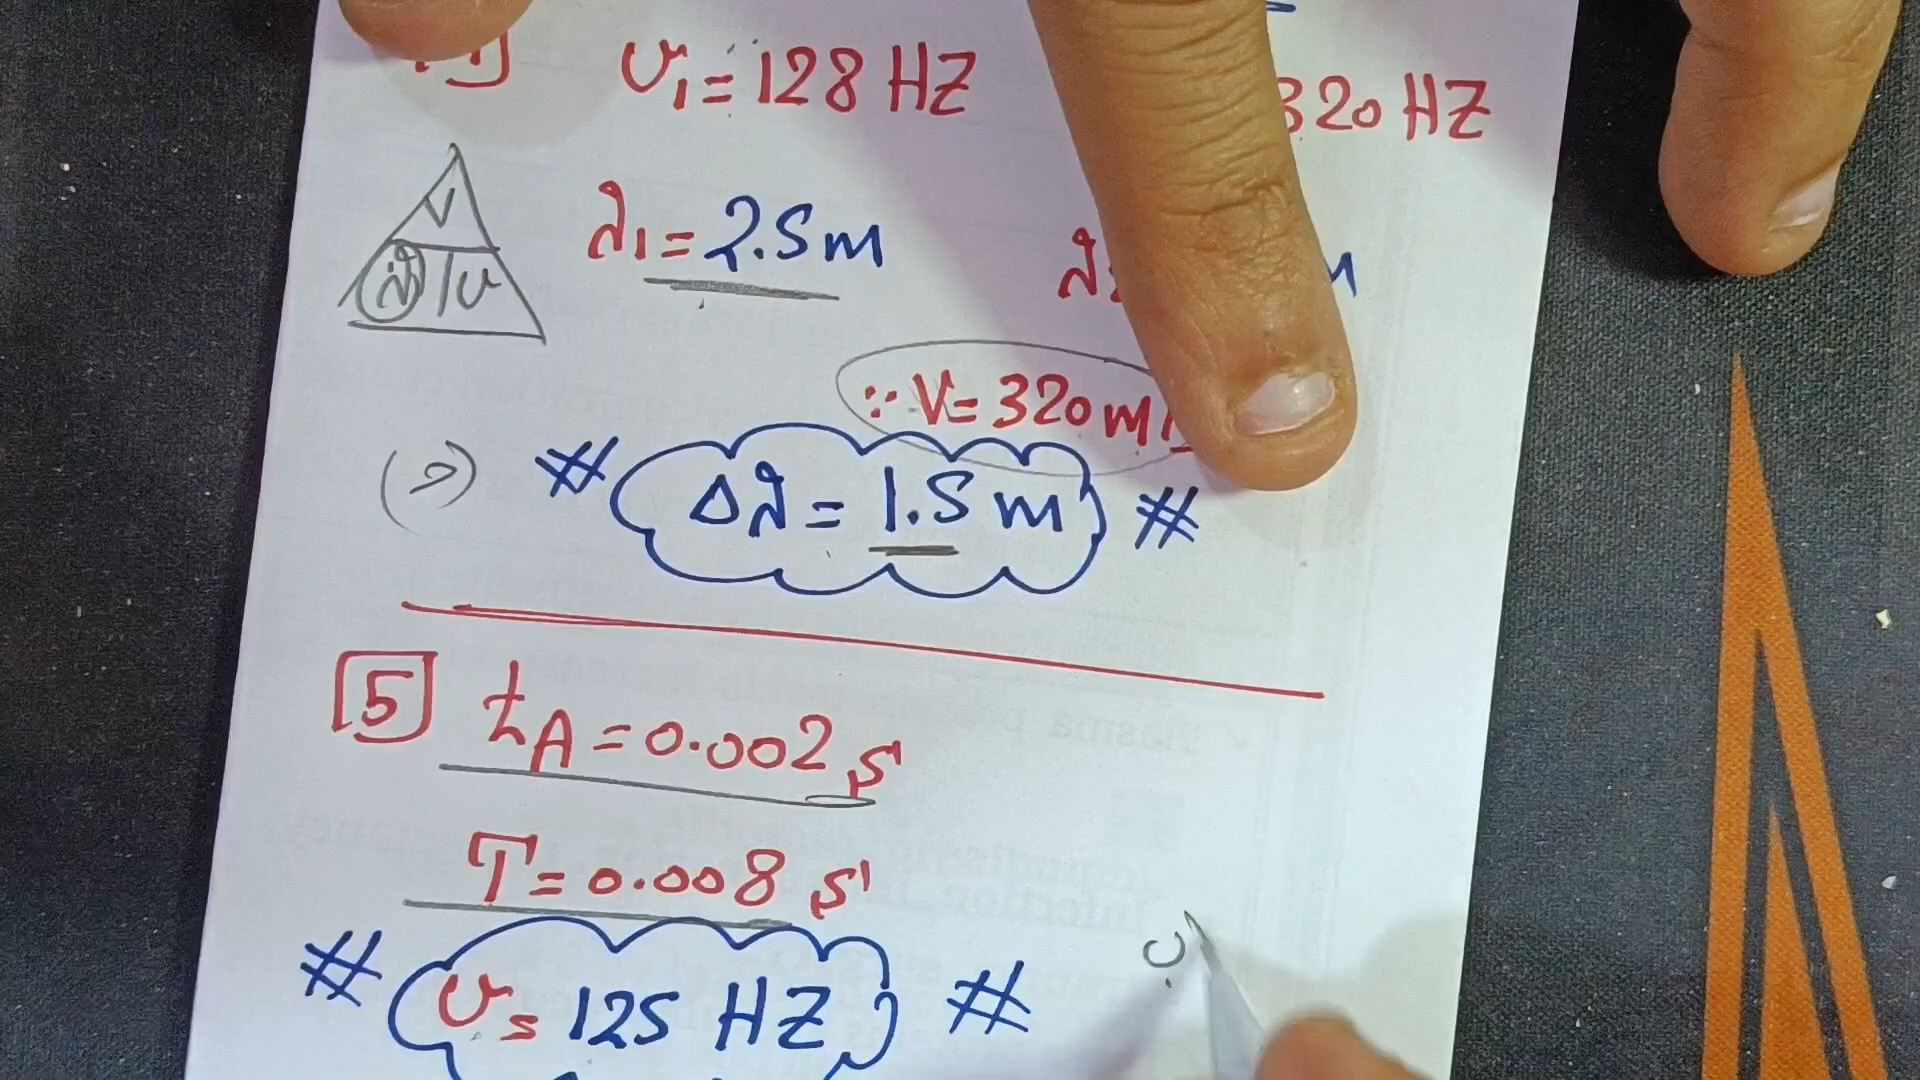 υ₁ = 128 HZ 320 HZ
V
λ υ
λ₁ = 2.5 m λ m
∵ V = 320 m/
(د) # Δλ = 1.5 m #
5 t_A = 0.002 s
T = 0.008 s
# υ = 125 HZ # ب